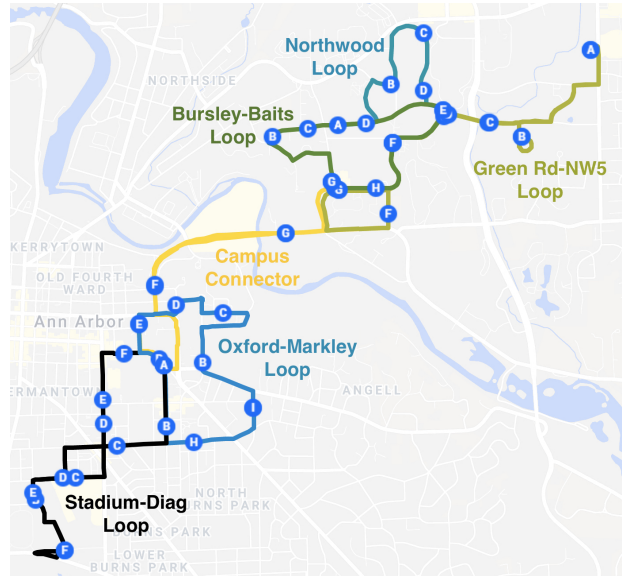 Northwood
Loop
C
A
NORTHSIDE
B
D
Bursley-Baits
Loop
B
C
A
D
E
C
B
F
Green Rd-NW5
Loop
G
G
H
F
G
KERRYTOWN
Campus
Connector
OLD FOURTH
WARD
F
D
C
Ann Arbor
E
Oxford-Markley
Loop
F
A
B
ERMANTOWN
ANGELL
E
I
D
B
C
H
D
C
E
Stadium-Diag
Loop
NORTH
BURNS PARK
BURNS PARK
F
LOWER
BURNS PARK